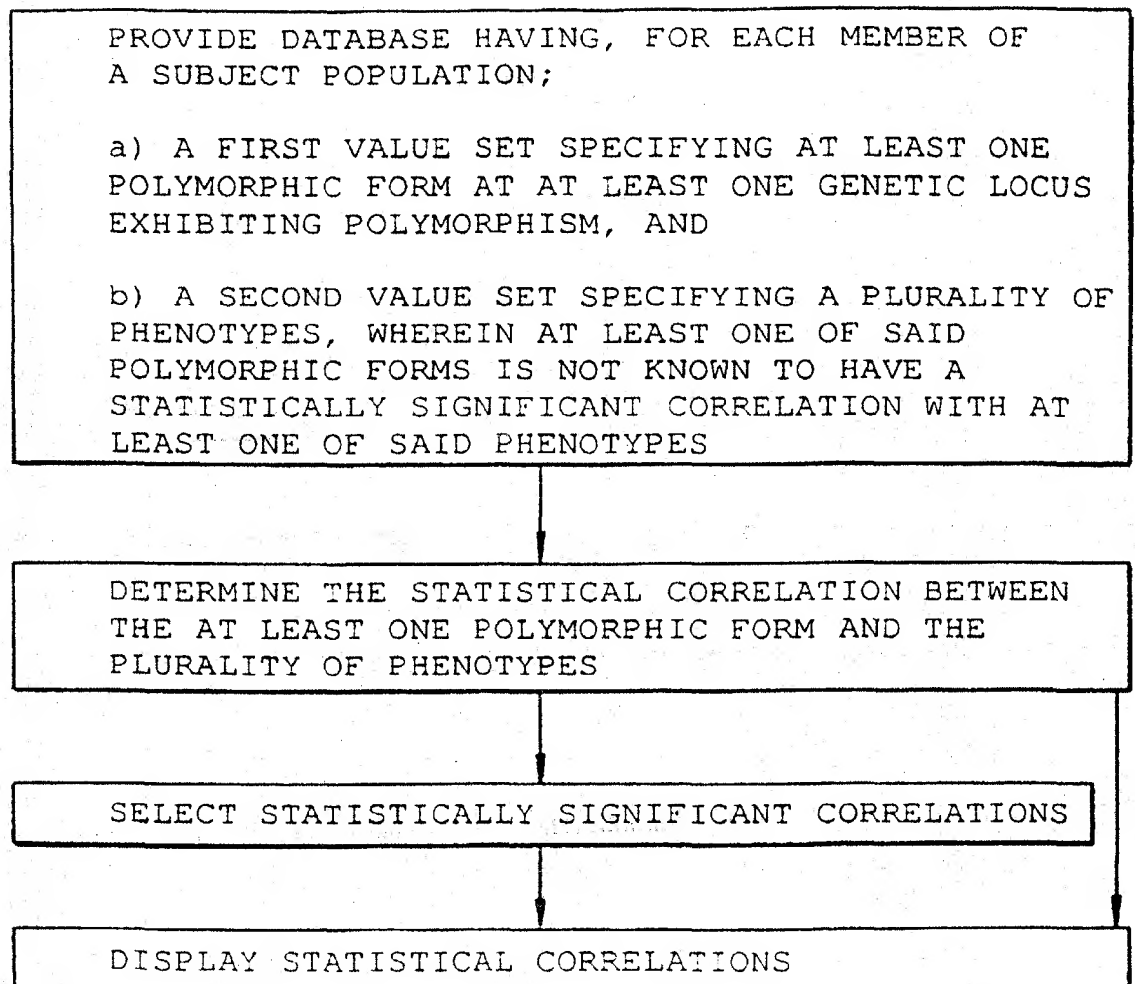 PROVIDE DATABASE HAVING, FOR EACH MEMBER OF
A SUBJECT POPULATION;
a) A FIRST VALUE SET SPECIFYING AT LEAST ONE
POLYMORPHIC FORM AT AT LEAST ONE GENETIC LOCUS
EXHIBITING POLYMORPHISM, AND
b) A SECOND VALUE SET SPECIFYING A PLURALITY OF
PHENOTYPES, WHEREIN AT LEAST ONE OF SAID
POLYMORPHIC FORMS IS NOT KNOWN TO HAVE A
STATISTICALLY SIGNIFICANT CORRELATION WITH AT
LEAST ONE OF SAID PHENOTYPES
DETERMINE THE STATISTICAL CORRELATION BETWEEN
THE AT LEAST ONE POLYMORPHIC FORM AND THE
PLURALITY OF PHENOTYPES
SELECT STATISTICALLY SIGNIFICANT CORRELATIONS
DISPLAY STATISTICAL CORRELATIONS